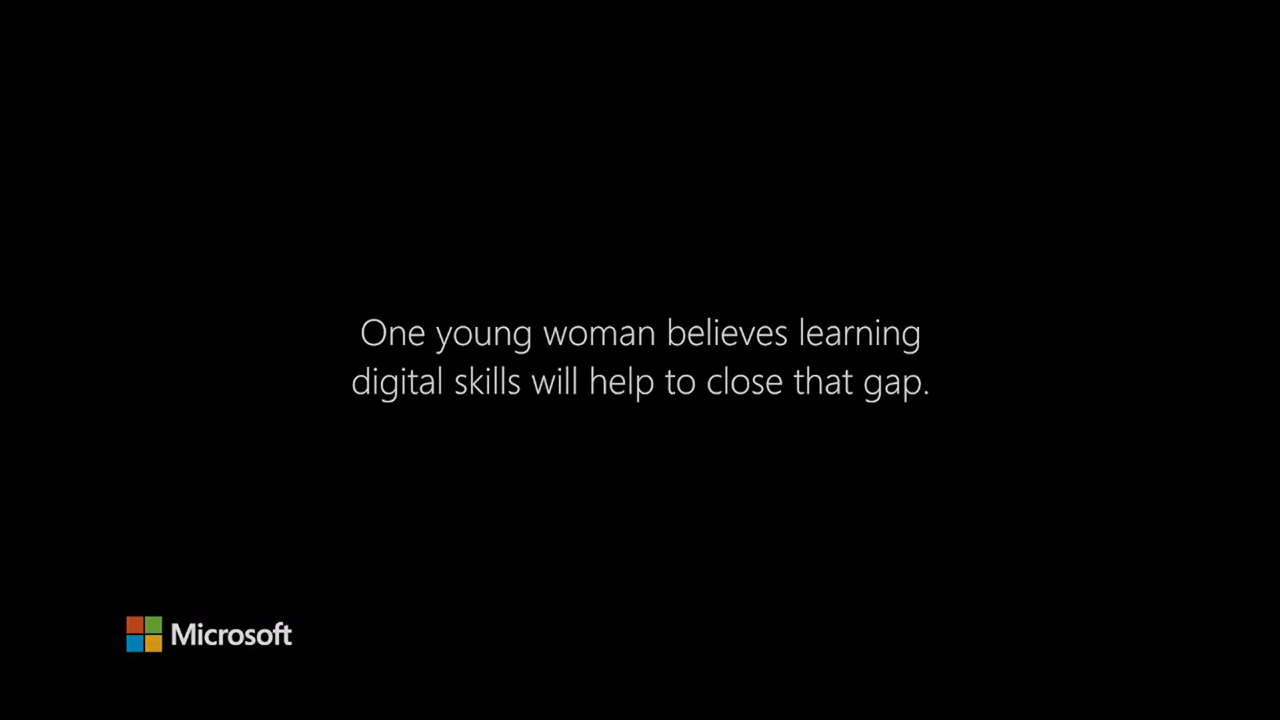 One young woman believes learning
digital skills will help to close that gap.
Microsoft